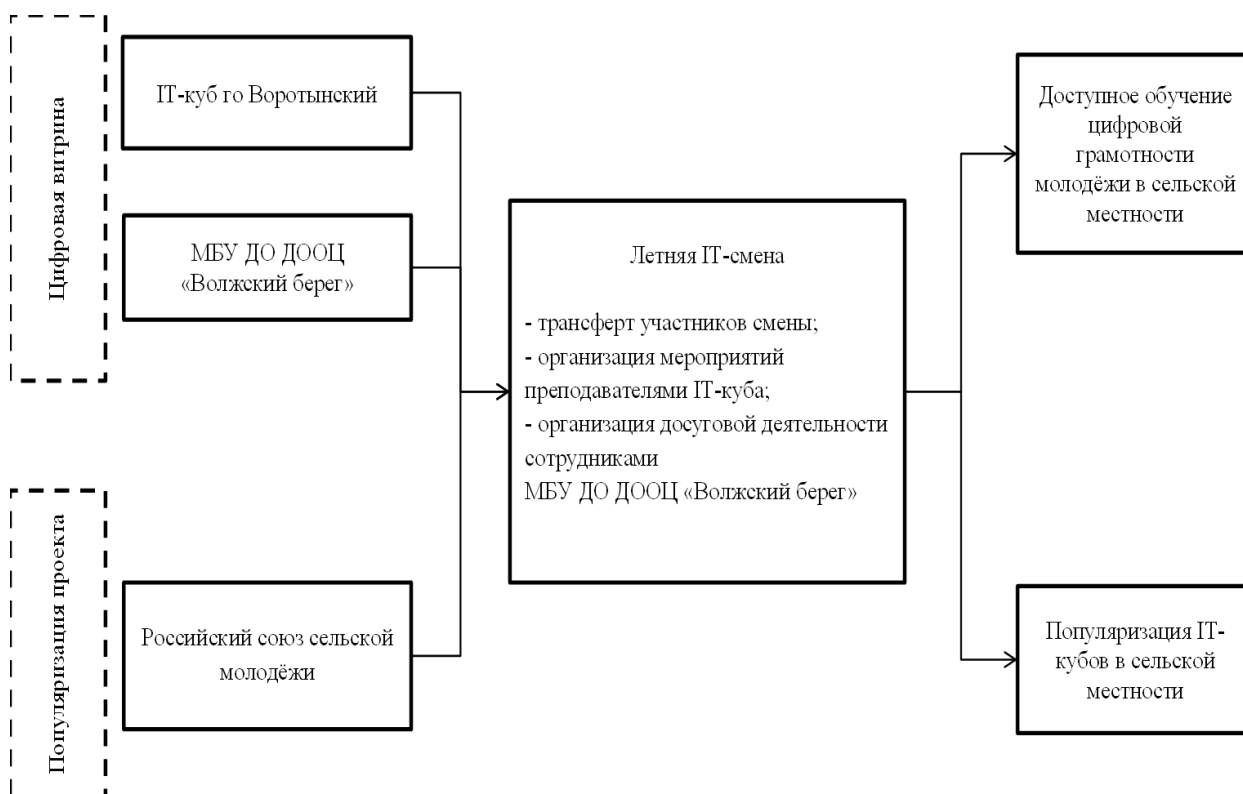 Цифровая витрина
IT-куб го Воротынский
МБУ ДО ДООЦ
«Волжский берег»
Популяризация проекта
Российский союз сельской
молодёжи
Летняя IT-смена
- трансферт участников смены;
- организация мероприятий
преподавателями IT-куба;
- организация досуговой деятельности
сотрудниками
МБУ ДО ДООЦ «Волжский берег»
Доступное обучение
цифровой
грамотности
молодёжи в сельской
местности
Популяризация IT-
кубов в сельской
местности